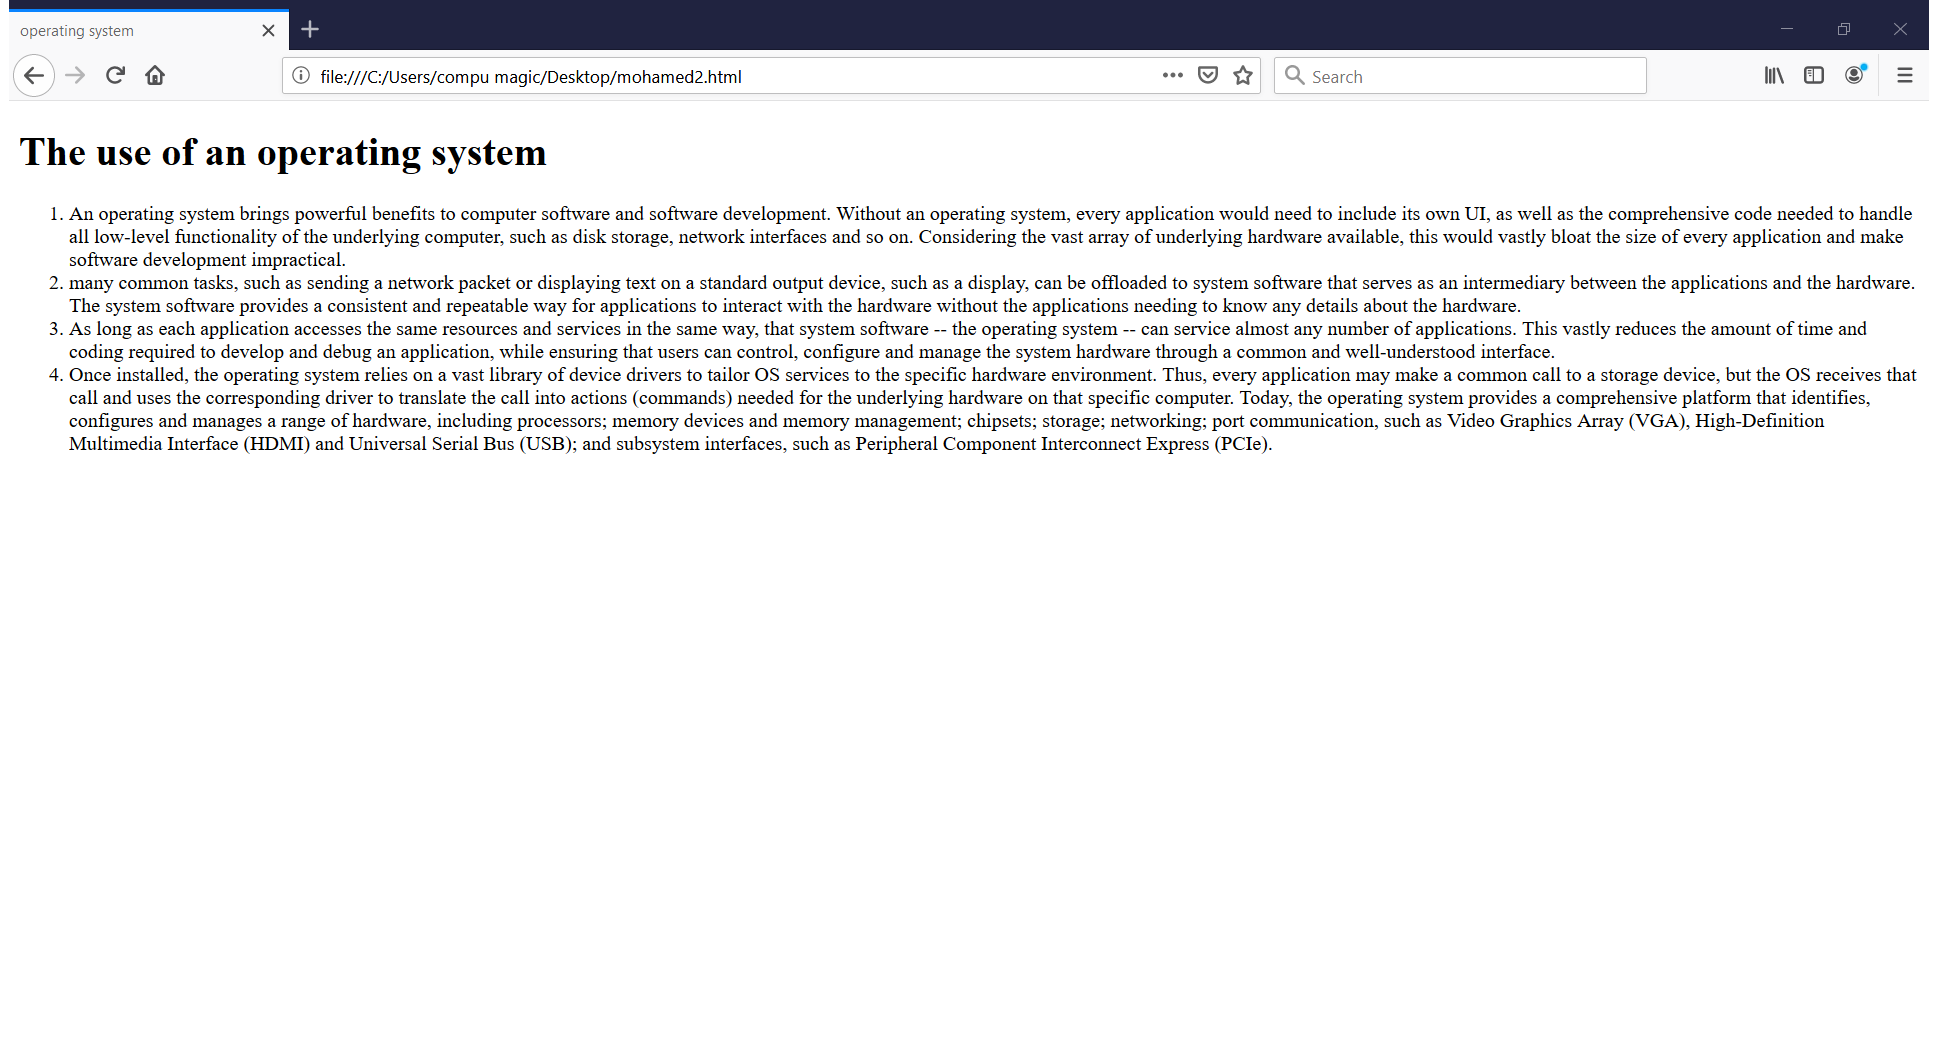 operating system
file:///C:/Users/compu magic/Desktop/mohamed2.html
Search
The use of an operating system
1. An operating system brings powerful benefits to computer software and software development. Without an operating system, every application would need to include its own UI, as well as the comprehensive code needed to handle
all low-level functionality of the underlying computer, such as disk storage, network interfaces and so on. Considering the vast array of underlying hardware available, this would vastly bloat the size of every application and make
software development impractical.
2. many common tasks, such as sending a network packet or displaying text on a standard output device, such as a display, can be offloaded to system software that serves as an intermediary between the applications and the hardware.
The system software provides a consistent and repeatable way for applications to interact with the hardware without the applications needing to know any details about the hardware.
3. As long as each application accesses the same resources and services in the same way, that system software -- the operating system -- can service almost any number of applications. This vastly reduces the amount of time and
coding required to develop and debug an application, while ensuring that users can control, configure and manage the system hardware through a common and well-understood interface.
4. Once installed, the operating system relies on a vast library of device drivers to tailor OS services to the specific hardware environment. Thus, every application may make a common call to a storage device, but the OS receives that
call and uses the corresponding driver to translate the call into actions (commands) needed for the underlying hardware on that specific computer. Today, the operating system provides a comprehensive platform that identifies,
configures and manages a range of hardware, including processors; memory devices and memory management; chipsets; storage; networking; port communication, such as Video Graphics Array (VGA), High-Definition
Multimedia Interface (HDMI) and Universal Serial Bus (USB); and subsystem interfaces, such as Peripheral Component Interconnect Express (PCIe).